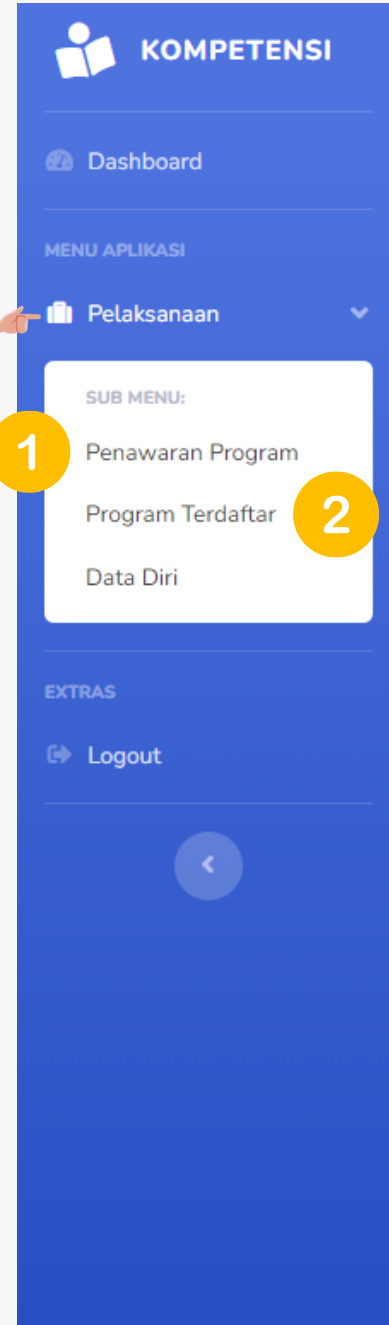 KOMPETENSI
Dashboard
MENU APLIKASI
Pelaksanaan
SUB MENU:
1
Penawaran Program
Program Terdaftar
2
Data Diri
EXTRAS
Logout